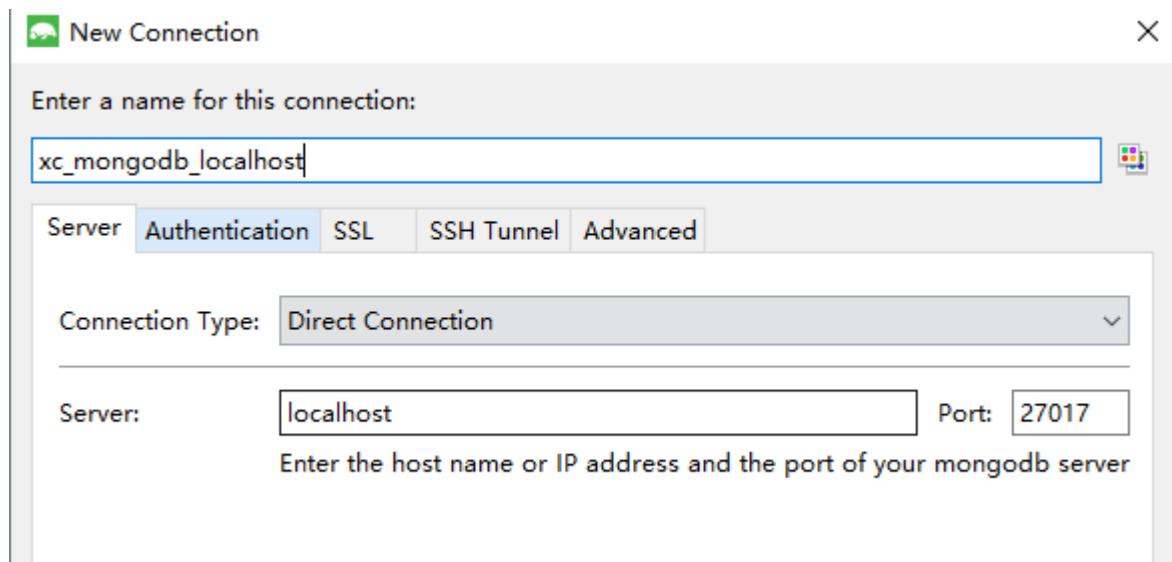 New Connection
Enter a name for this connection:
xc_mongodb_localhost
Server Authentication SSL SSH Tunnel Advanced
Connection Type: Direct Connection
Server: localhost Port: 27017
Enter the host name or IP address and the port of your mongodb server